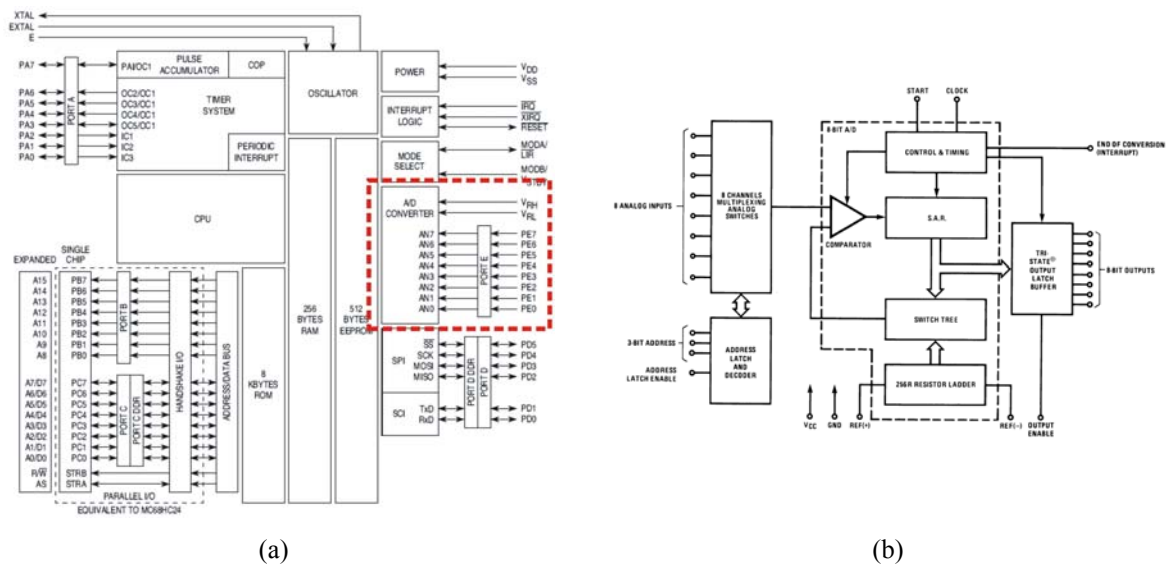 XTAL
EXTAL
E
PA7
PA6
PA5
PA4
PA3
PA2
PA1
PA0
PORT A
PAI/OC1
PULSE
ACCUMULATOR
COP
OC2/OC1
OC3/OC1
OC4/OC1
OC5/OC1
IC1
IC2
IC3
TIMER
SYSTEM
PERIODIC
INTERRUPT
OSCILLATOR
POWER
VDD
VSS
INTERRUPT
LOGIC
IRQ
XIRQ
RESET
MODE
SELECT
MODA/
LIR
MODB/
VSTBY
CPU
A/D
CONVERTER
VRH
VRL
AN7
AN6
AN5
AN4
AN3
AN2
AN1
AN0
PORT E
PE7
PE6
PE5
PE4
PE3
PE2
PE1
PE0
EXPANDED
SINGLE
CHIP
A15
A14
A13
A12
A11
A10
A9
A8
PB7
PB6
PB5
PB4
PB3
PB2
PB1
PB0
PORT B
A7/D7
A6/D6
A5/D5
A4/D4
A3/D3
A2/D2
A1/D1
A0/D0
PC7
PC6
PC5
PC4
PC3
PC2
PC1
PC0
PORT C
PORT C DDR
R/W
AS
STRB
STRA
HANDSHAKE I/O
ADDRESS/DATA BUS
PARALLEL I/O
EQUIVALENT TO MC68HC24
8
KBYTES
ROM
256
BYTES
RAM
512
BYTES
EEPROM
SPI
SS
SCK
MOSI
MISO
SCI
TxD
RxD
PORT D DDR
PORT D
PD5
PD4
PD3
PD2
PD1
PD0
(a)
START
CLOCK
8-BIT A/D
CONTROL & TIMING
END OF CONVERSION
(INTERRUPT)
8 ANALOG INPUTS
8 CHANNELS
MULTIPLEXING
ANALOG
SWITCHES
COMPARATOR
S.A.R.
TRI-
STATE®
OUTPUT
LATCH
BUFFER
8-BIT OUTPUTS
SWITCH TREE
3-BIT ADDRESS
ADDRESS
LATCH ENABLE
ADDRESS
LATCH
AND
DECODER
256R RESISTOR LADDER
VCC
GND
REF(+)
REF(−)
OUTPUT
ENABLE
(b)